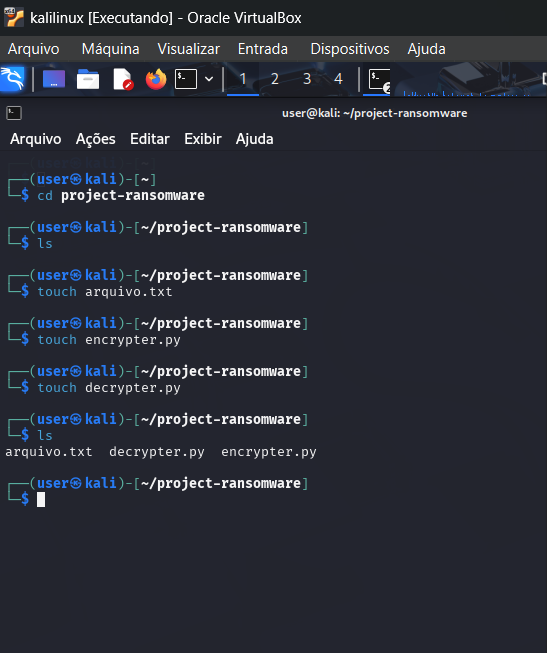 kalilinux [Executando] - Oracle VirtualBox
Arquivo Máquina Visualizar Entrada Dispositivos Ajuda
1 2 3 4 2
user@kali: ~/project-ransomware
Arquivo Ações Editar Exibir Ajuda
┌──(user㉿kali)-[~]
└─$ cd project-ransomware
┌──(user㉿kali)-[~/project-ransomware]
└─$ ls
┌──(user㉿kali)-[~/project-ransomware]
└─$ touch arquivo.txt
┌──(user㉿kali)-[~/project-ransomware]
└─$ touch encrypter.py
┌──(user㉿kali)-[~/project-ransomware]
└─$ touch decrypter.py
┌──(user㉿kali)-[~/project-ransomware]
└─$ ls
arquivo.txt decrypter.py encrypter.py
┌──(user㉿kali)-[~/project-ransomware]
└─$